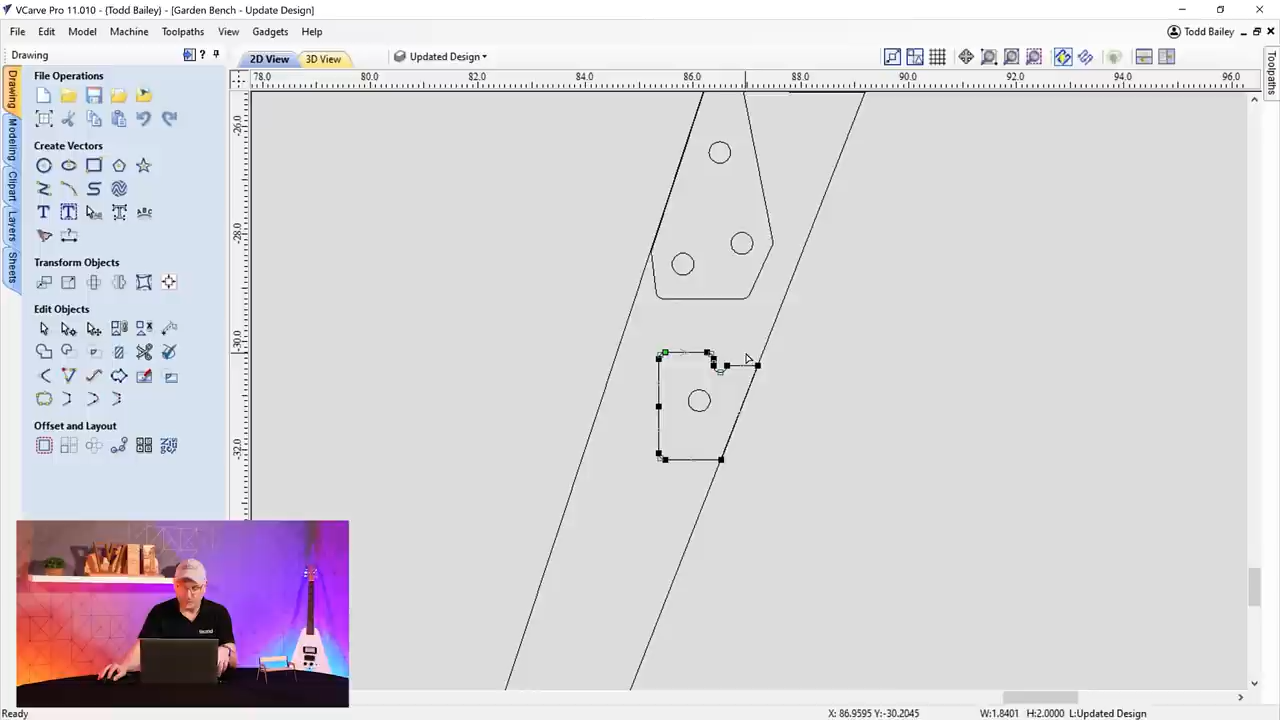 VCarve Pro 11.010 - {Todd Bailey} - [Garden Bench - Update Design]
File Edit Model Machine Toolpaths View Gadgets Help
Todd Bailey
Drawing
2D View 3D View Updated Design
78.0 80.0 82.0 84.0 86.0 88.0 90.0 92.0 94.0 96.0
-26.0
-28.0
-30.0
-32.0
Drawing
Modeling
Clipart
Layers
Sheets
Toolpaths
File Operations
Create Vectors
Transform Objects
Edit Objects
Offset and Layout
Ready
X: 86.9595 Y:-30.2045
W:1.8401 H:2.0000 L:Updated Design